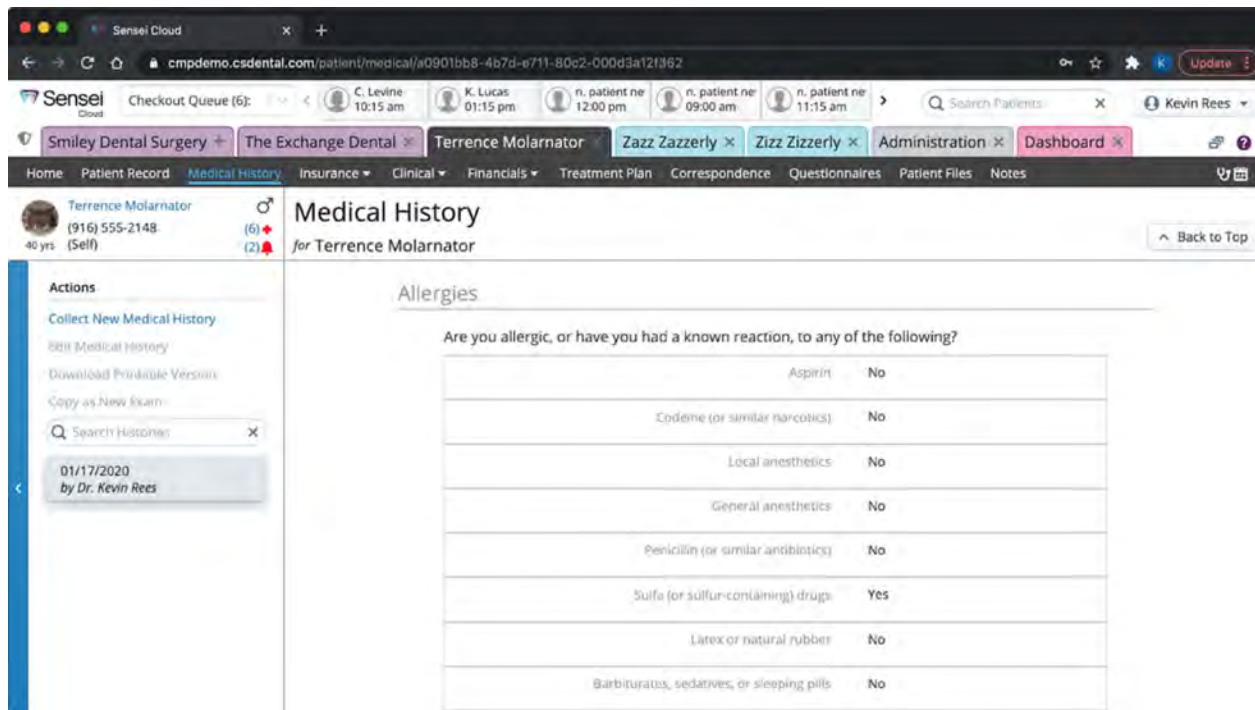 Sensei Cloud × +
cmpdemo.csdental.com/patient/medical/a0901bb8-4b7d-e711-80c2-000d3a12f362 K Update
Sensei Cloud Checkout Queue (6): C. Levine 10:15 am K. Lucas 01:15 pm n. patient ne 12:00 pm n. patient ne 09:00 am n. patient ne 11:15 am Search Patients × Kevin Rees
Smiley Dental Surgery + The Exchange Dental × Terrence Molarnator Zazz Zazzerly × Zizz Zizzerly × Administration × Dashboard × ?
Home Patient Record Medical History Insurance Clinical Financials Treatment Plan Correspondence Questionnaires Patient Files Notes
Terrence Molarnator
(916) 555-2148 (6)
40 yrs (Self) (2)
Medical History
for Terrence Molarnator
Back to Top
Actions
Collect New Medical History
Edit Medical History
Download Printable Version
Copy as New Exam
Search Histories ×
01/17/2020
by Dr. Kevin Rees
Allergies
Are you allergic, or have you had a known reaction, to any of the following?
Aspirin No
Codeine (or similar narcotics) No
Local anesthetics No
General anesthetics No
Penicillin (or similar antibiotics) No
Sulfa (or sulfur-containing) drugs Yes
Latex or natural rubber No
Barbiturates, sedatives, or sleeping pills No